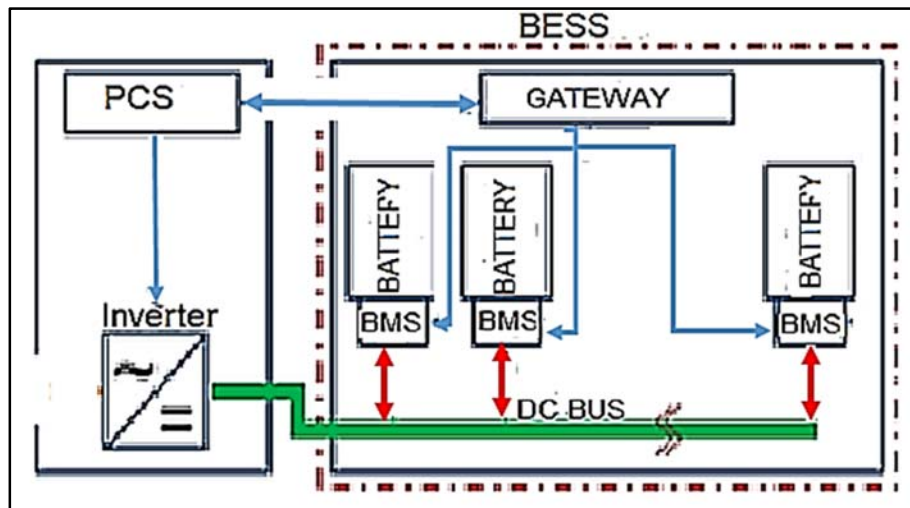 BESS
PCS
GATEWAY
BATTEFY
BATTERY
BATTEFY
Inverter
BMS
BMS
BMS
DC BUS